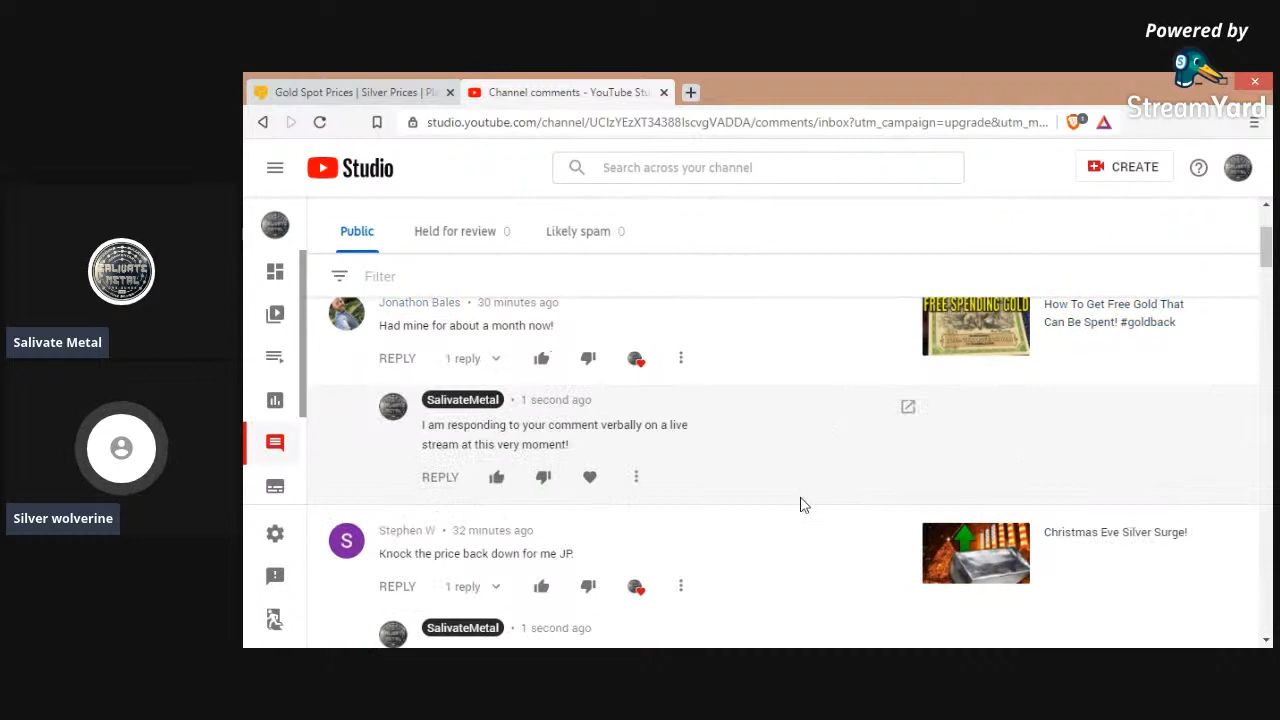 Powered by
StreamYard
Gold Spot Prices | Silver Prices | Pl
Channel comments - YouTube Stu
studio.youtube.com/channel/UCIzYEzXT34388IscvgVADDA/comments/inbox?utm_campaign=upgrade&utm_m...
1
Studio
Search across your channel
CREATE
Public
Held for review 0
Likely spam 0
Filter
Jonathon Bales • 30 minutes ago
Had mine for about a month now!
REPLY
1 reply
FREE SPENDING GOLD
How To Get Free Gold That
Can Be Spent! #goldback
SalivateMetal • 1 second ago
I am responding to your comment verbally on a live
stream at this very moment!
REPLY
S
Stephen W • 32 minutes ago
Knock the price back down for me JP.
REPLY
1 reply
Christmas Eve Silver Surge!
SalivateMetal • 1 second ago
SALIVATE
METAL
Salivate Metal
Silver wolverine